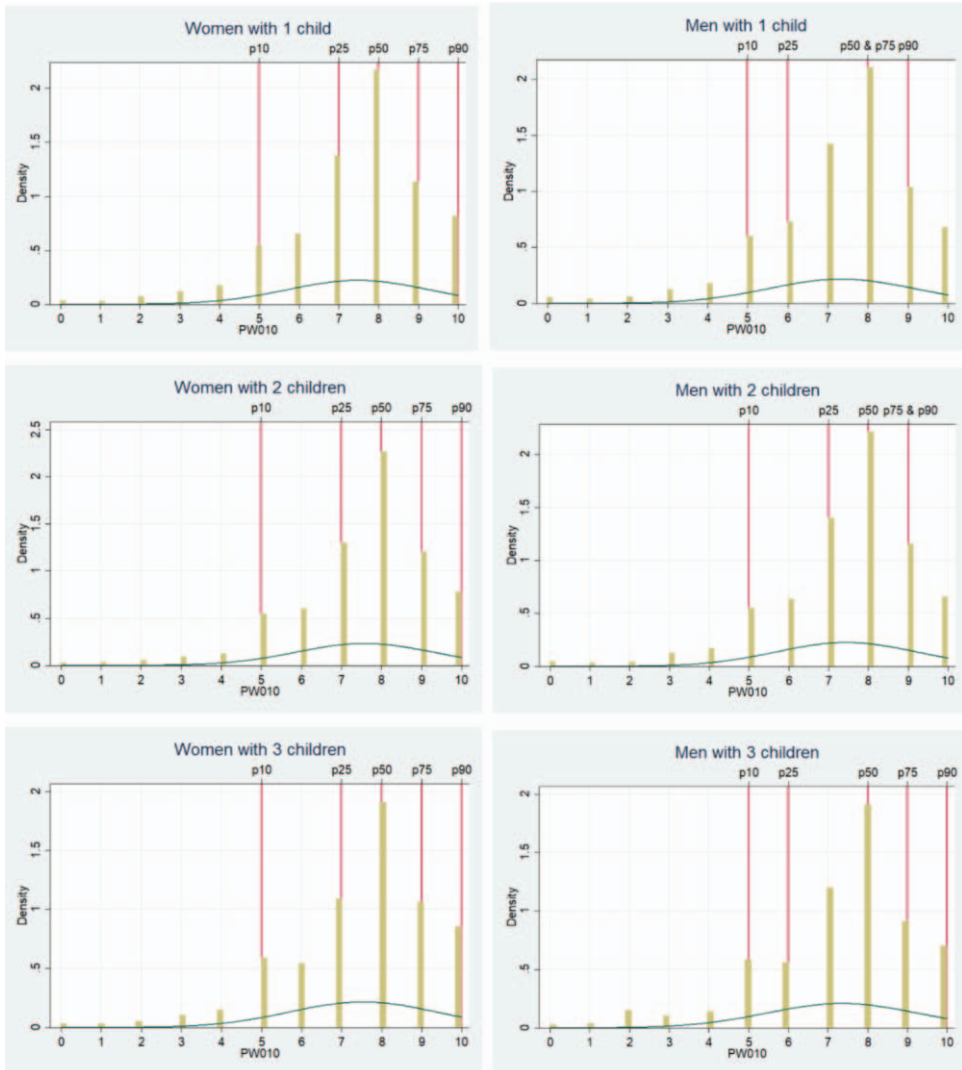 Women with 1 child
p10 p25 p50 p75 p90
2
1.5
1
.5
0
Density
0 1 2 3 4 5 6 7 8 9 10
PW010
Men with 1 child
p10 p25 p50 & p75 p90
2
1.5
1
.5
0
Density
0 1 2 3 4 5 6 7 8 9 10
PW010
Women with 2 children
p10 p25 p50 p75 p90
2.5
2
1.5
1
.5
0
Density
0 1 2 3 4 5 6 7 8 9 10
PW010
Men with 2 children
p10 p25 p50 p75 & p90
2
1.5
1
.5
0
Density
0 1 2 3 4 5 6 7 8 9 10
PW010
Women with 3 children
p10 p25 p50 p75 p90
2
1.5
1
.5
0
Density
0 1 2 3 4 5 6 7 8 9 10
PW010
Men with 3 children
p10 p25 p50 p75 p90
2
1.5
1
.5
0
Density
0 1 2 3 4 5 6 7 8 9 10
PW010